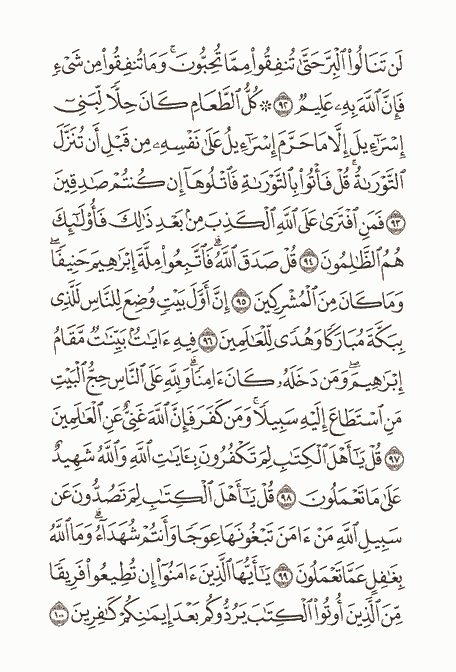 لَن تَنَالُوا۟ ٱلْبِرَّ حَتَّىٰ تُنفِقُوا۟ مِمَّا تُحِبُّونَ ۚ وَمَا تُنفِقُوا۟ مِن شَىْءٍ
فَإِنَّ ٱللَّهَ بِهِۦ عَلِيمٌ ٩٢ ۞ كُلُّ ٱلطَّعَامِ كَانَ حِلًّا لِّبَنِىٓ
إِسْرَٰٓءِيلَ إِلَّا مَا حَرَّمَ إِسْرَٰٓءِيلُ عَلَىٰ نَفْسِهِۦ مِن قَبْلِ أَن تُنَزَّلَ
ٱلتَّوْرَىٰةُ ۗ قُلْ فَأْتُوا۟ بِٱلتَّوْرَىٰةِ فَٱتْلُوهَآ إِن كُنتُمْ صَٰدِقِينَ
٩٣ فَمَنِ ٱفْتَرَىٰ عَلَى ٱللَّهِ ٱلْكَذِبَ مِنۢ بَعْدِ ذَٰلِكَ فَأُو۟لَٰٓئِكَ
هُمُ ٱلظَّٰلِمُونَ ٩٤ قُلْ صَدَقَ ٱللَّهُ ۗ فَٱتَّبِعُوا۟ مِلَّةَ إِبْرَٰهِيمَ حَنِيفًا ۖ
وَمَا كَانَ مِنَ ٱلْمُشْرِكِينَ ٩٥ إِنَّ أَوَّلَ بَيْتٍ وُضِعَ لِلنَّاسِ لَلَّذِى
بِبَكَّةَ مُبَارَكًا وَهُدًى لِّلْعَٰلَمِينَ ٩٦ فِيهِ ءَايَٰتٌۢ بَيِّنَٰتٌ مَّقَامُ
إِبْرَٰهِيمَ ۖ وَمَن دَخَلَهُۥ كَانَ ءَامِنًا ۗ وَلِلَّهِ عَلَى ٱلنَّاسِ حِجُّ ٱلْبَيْتِ
مَنِ ٱسْتَطَاعَ إِلَيْهِ سَبِيلًا ۚ وَمَن كَفَرَ فَإِنَّ ٱللَّهَ غَنِىٌّ عَنِ ٱلْعَٰلَمِينَ
٩٧ قُلْ يَٰٓأَهْلَ ٱلْكِتَٰبِ لِمَ تَكْفُرُونَ بِـَٔايَٰتِ ٱللَّهِ وَٱللَّهُ شَهِيدٌ
عَلَىٰ مَا تَعْمَلُونَ ٩٨ قُلْ يَٰٓأَهْلَ ٱلْكِتَٰبِ لِمَ تَصُدُّونَ عَن
سَبِيلِ ٱللَّهِ مَنْ ءَامَنَ تَبْغُونَهَا عِوَجًا وَأَنتُمْ شُهَدَآءُ ۗ وَمَا ٱللَّهُ
بِغَٰفِلٍ عَمَّا تَعْمَلُونَ ٩٩ يَٰٓأَيُّهَا ٱلَّذِينَ ءَامَنُوٓا۟ إِن تُطِيعُوا۟ فَرِيقًا
مِّنَ ٱلَّذِينَ أُوتُوا۟ ٱلْكِتَٰبَ يَرُدُّوكُم بَعْدَ إِيمَٰنِكُمْ كَٰفِرِينَ ١٠٠